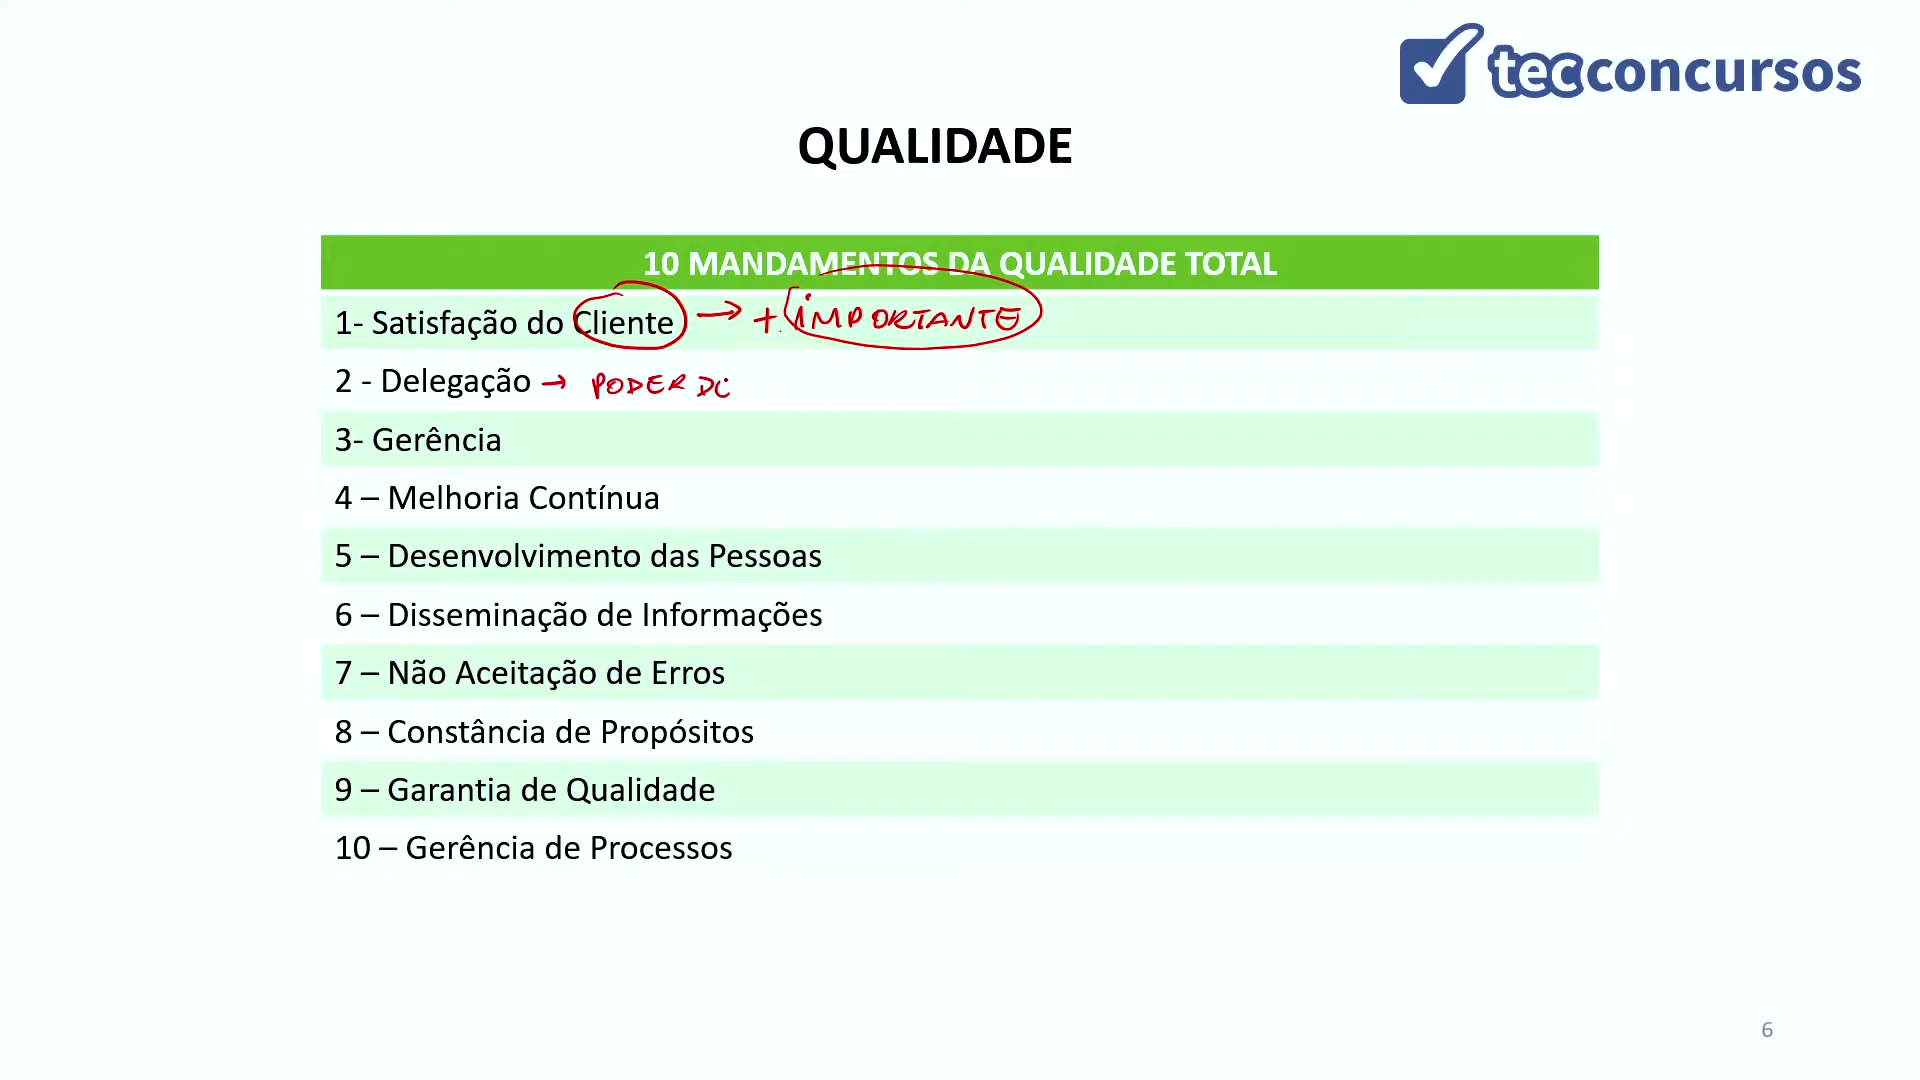 tecconcursos
QUALIDADE
10 MANDAMENTOS DA QUALIDADE TOTAL
1- Satisfação do Cliente → + IMPORTANTE
2 - Delegação → PODER
3- Gerência
4 – Melhoria Contínua
5 – Desenvolvimento das Pessoas
6 – Disseminação de Informações
7 – Não Aceitação de Erros
8 – Constância de Propósitos
9 – Garantia de Qualidade
10 – Gerência de Processos
6